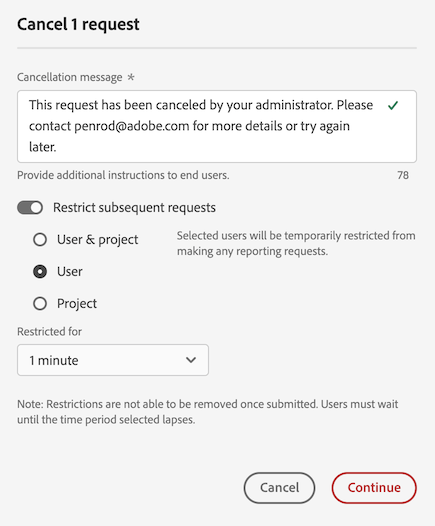 Cancel 1 request
Cancellation message *
This request has been canceled by your administrator. Please
contact penrod@adobe.com for more details or try again
later.
Provide additional instructions to end users.
78
Restrict subsequent requests
User & project
Selected users will be temporarily restricted from
making any reporting requests.
User
Project
Restricted for
1 minute
Note: Restrictions are not able to be removed once submitted. Users must wait
until the time period selected lapses.
Cancel
Continue